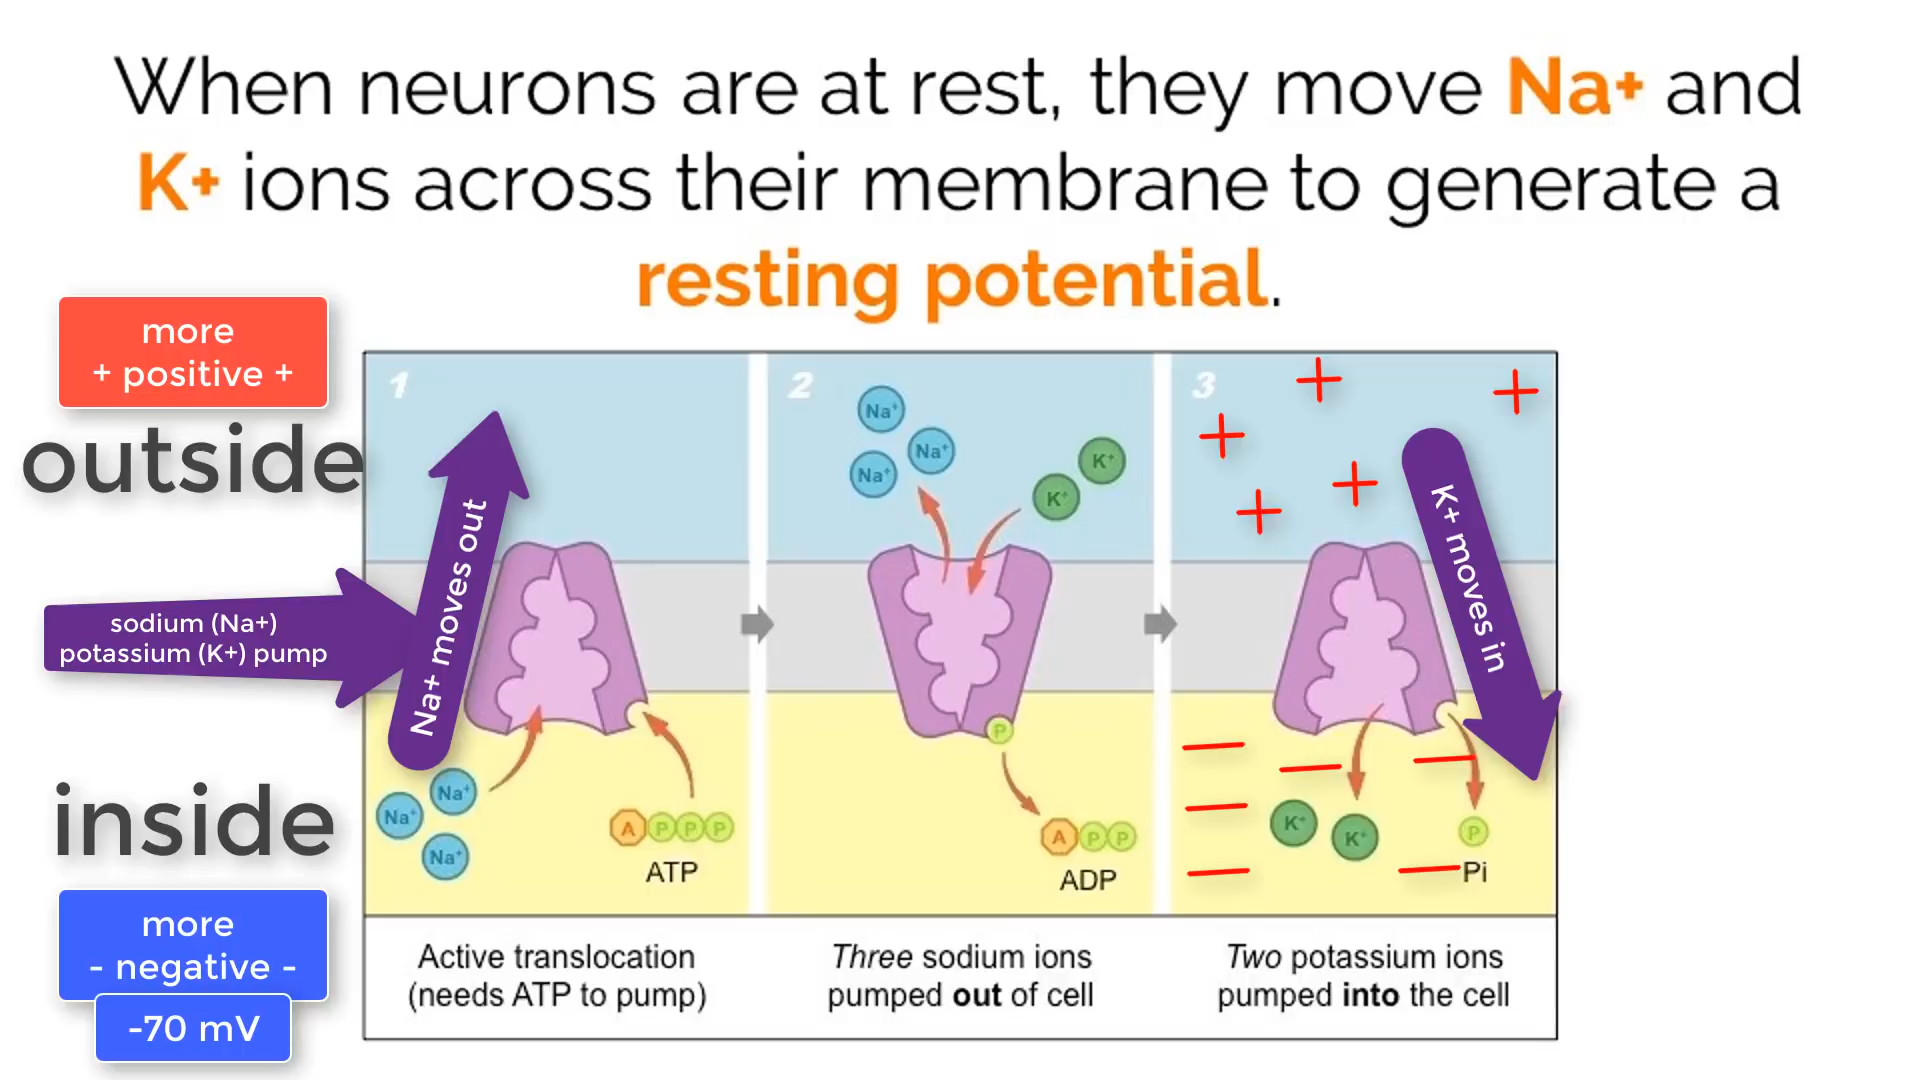 When neurons are at rest, they move Na+ and
K+ ions across their membrane to generate a
resting potential.
more
+ positive +
outside
sodium (Na+)
potassium (K+) pump
inside
more
- negative -
-70 mV
1
Na+ moves out
Na+
Na+
Na+
A P P P
ATP
2
Na+
Na+
Na+
K+
K+
P
A P P
ADP
3
K+ moves in
K+
K+
P
Pi
Active translocation
(needs ATP to pump)
Three sodium ions
pumped out of cell
Two potassium ions
pumped into the cell